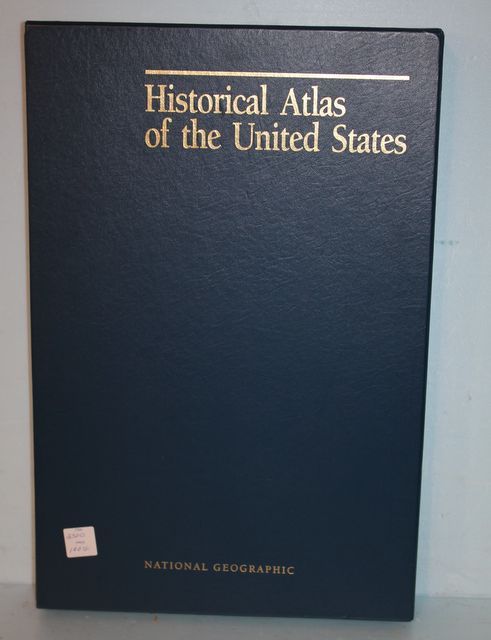 Historical Atlas
of the United States
NATIONAL GEOGRAPHIC